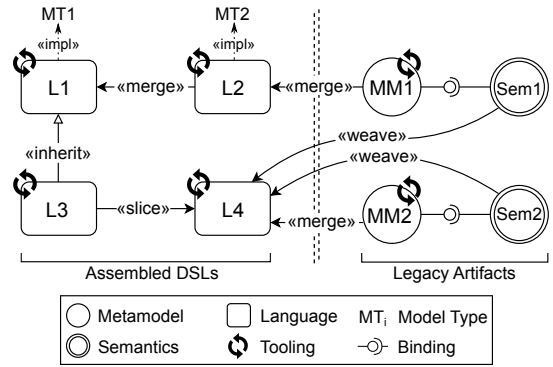 MT1 MT2
«impl» «impl»
L1 «merge» L2 «merge» MM1 Sem1
«weave»
«inherit» «weave»
L3 «slice» L4 «merge» MM2 Sem2
Assembled DSLs Legacy Artifacts
Metamodel Language MTi Model Type
Semantics Tooling Binding